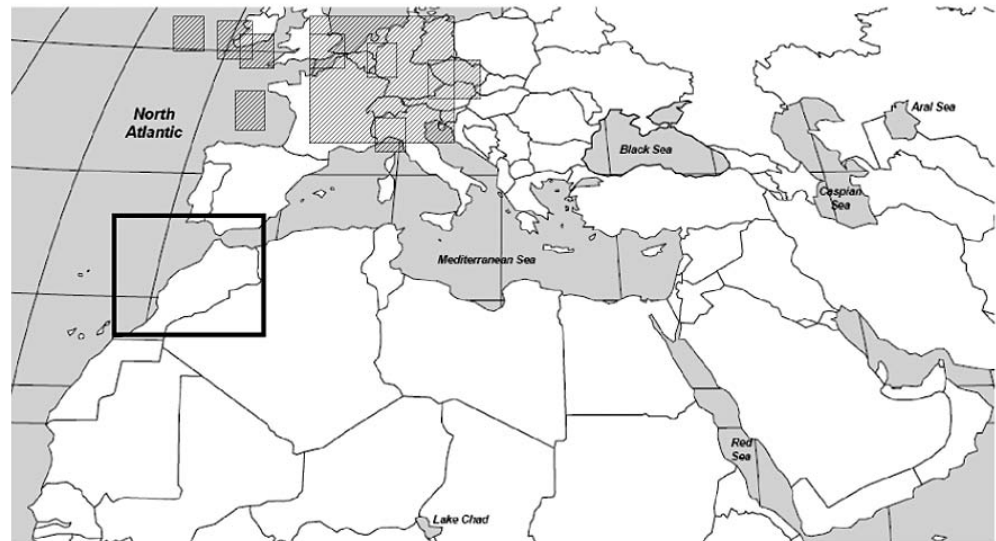 North
Atlantic
Aral Sea
Black Sea
Caspian
Sea
Mediterranean Sea
Red
Sea
Lake Chad